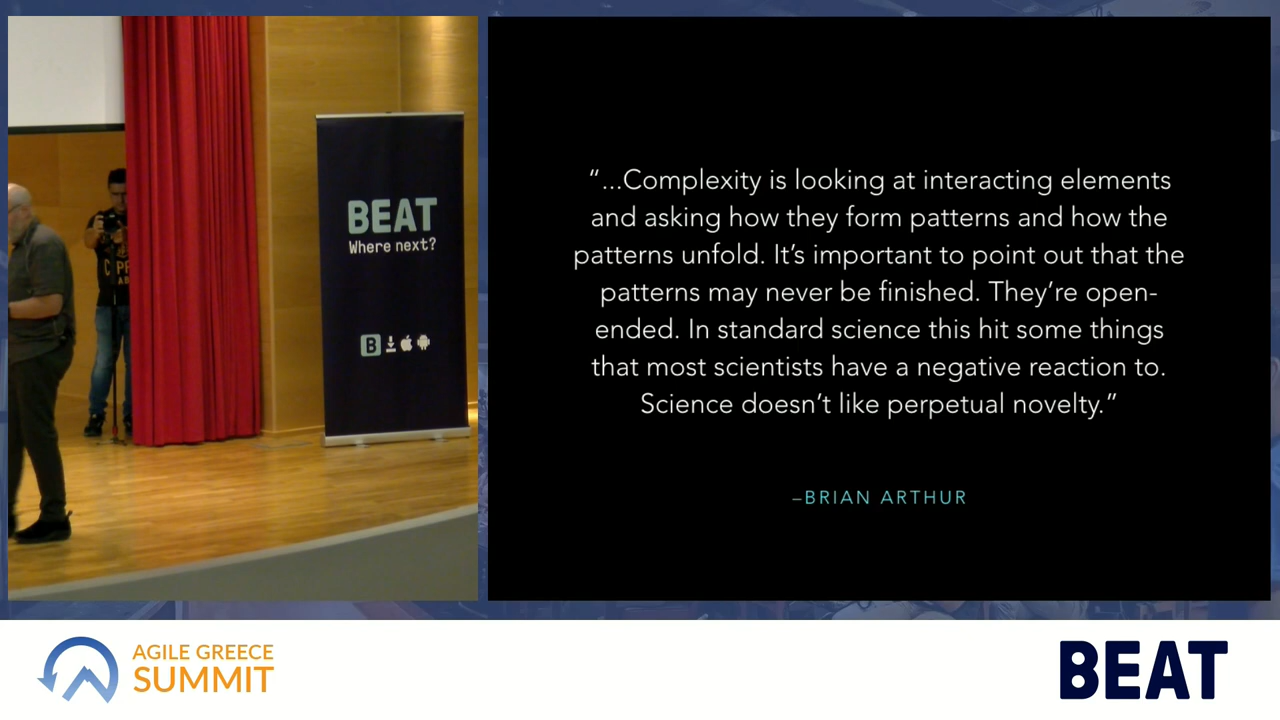 BEAT
Where next?
B
“...Complexity is looking at interacting elements
and asking how they form patterns and how the
patterns unfold. It’s important to point out that the
patterns may never be finished. They’re open-
ended. In standard science this hit some things
that most scientists have a negative reaction to.
Science doesn’t like perpetual novelty.”
–BRIAN ARTHUR
AGILE GREECE
SUMMIT
BEAT